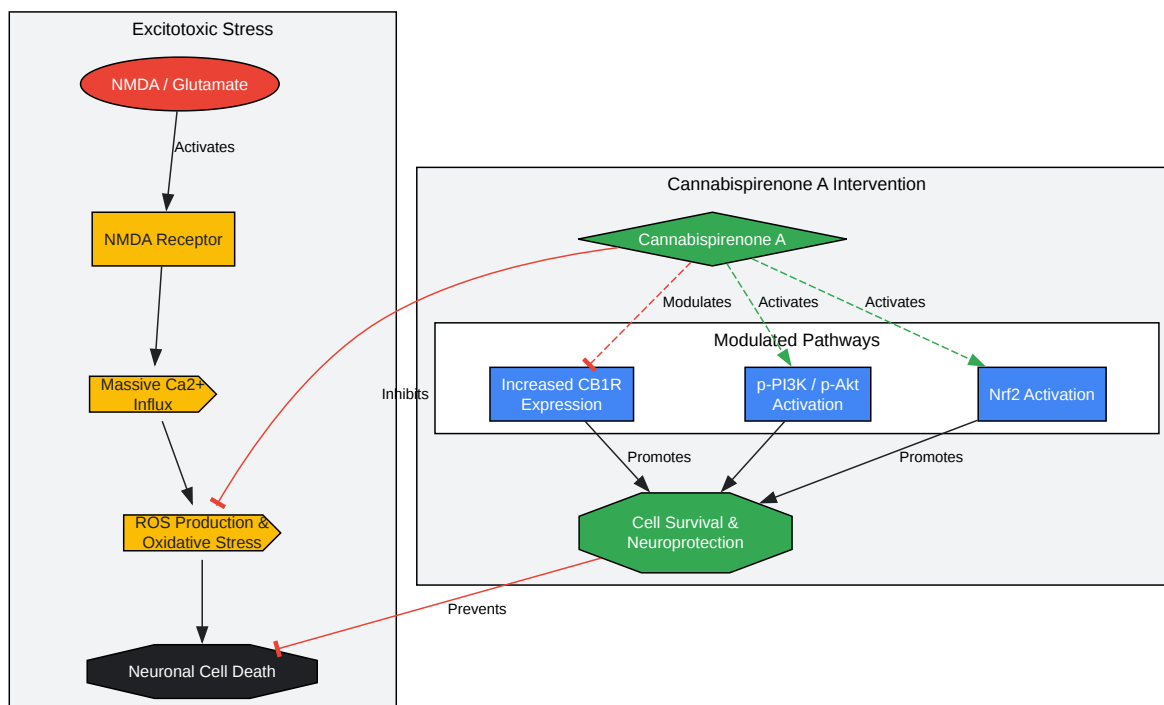 Excitotoxic Stress
NMDA / Glutamate
Activates
NMDA Receptor
Massive Ca2+
Influx
ROS Production &
Oxidative Stress
Neuronal Cell Death
Inhibits
Prevents
Cannabispirenone A Intervention
Cannabispirenone A
Modulates
Activates
Activates
Modulated Pathways
Increased CB1R
Expression
p-PI3K / p-Akt
Activation
Nrf2 Activation
Promotes
Promotes
Cell Survival &
Neuroprotection